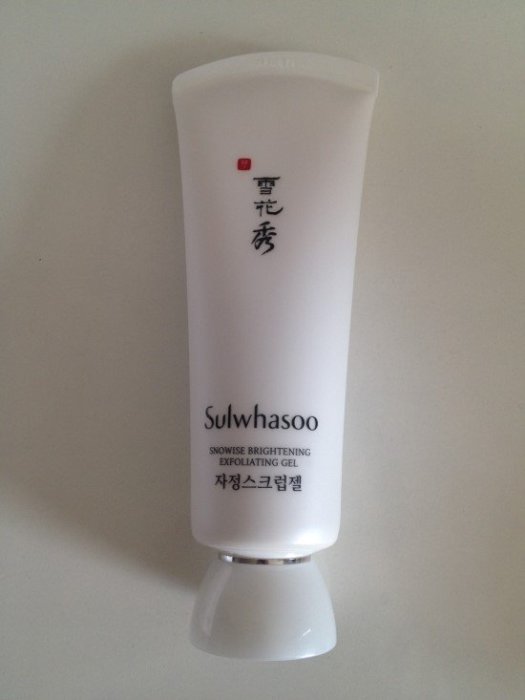 雪
花
秀
Sulwhasoo
SNOWISE BRIGHTENING
EXFOLIATING GEL
자정스크럽젤